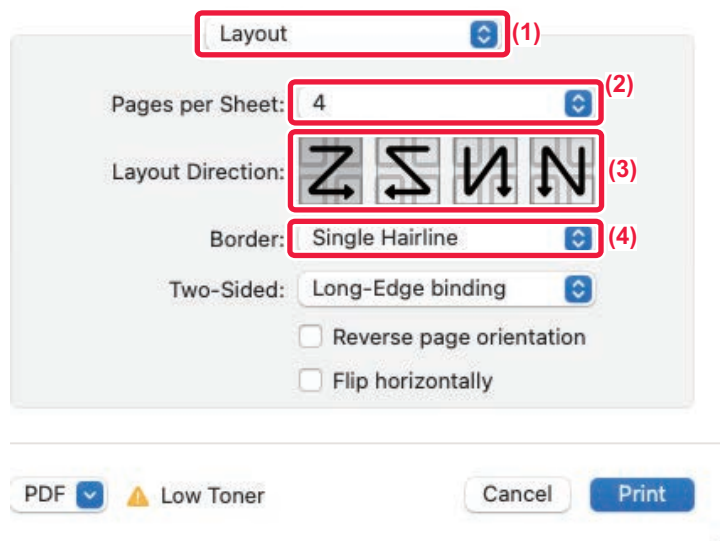 Layout (1)
Pages per Sheet: 4 (2)
Layout Direction: (3)
Border: Single Hairline (4)
Two-Sided: Long-Edge binding
Reverse page orientation
Flip horizontally
PDF Low Toner Cancel Print